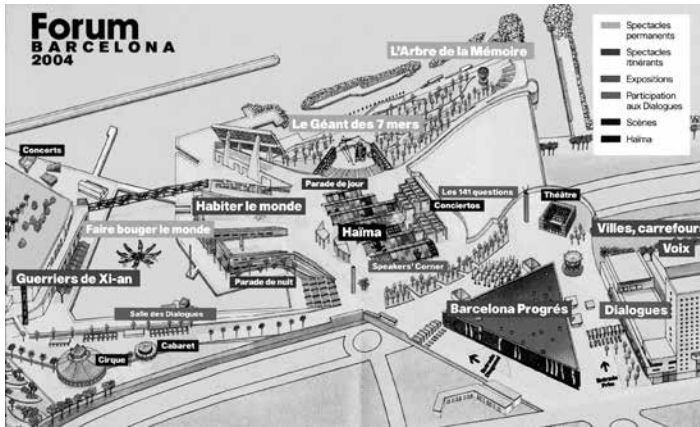 Forum
BARCELONA
2004
L'Arbre de la Mémoire
Spectacles
permanents
Spectacles
itinérants
Expositions
Participation
aux Dialogues
Scènes
Haïma
Le Géant des 7 mers
Concerts
Parade de jour
Les 141 questions
Théâtre
Habiter le monde
Conciertos
Faire bouger le monde
Haïma
Villes, carrefours
Voix
Guerriers de Xi-an
Speakers' Corner
Parade de nuit
Salle des Dialogues
Barcelona Progrés
Dialogues
Cabaret
Cirque